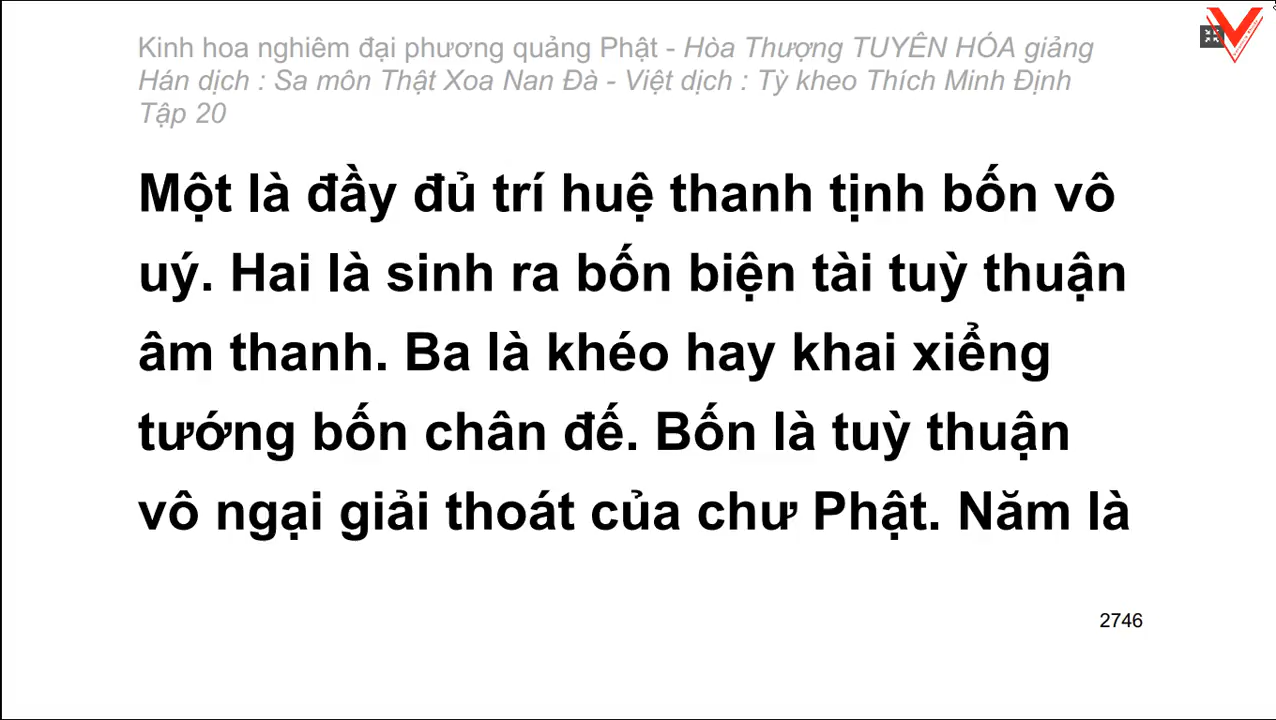 Kinh hoa nghiêm đại phương quảng Phật - Hòa Thượng TUYÊN HÓA giảng
Hán dịch : Sa môn Thật Xoa Nan Đà - Việt dịch : Tỳ kheo Thích Minh Định
Tập 20
Một là đầy đủ trí huệ thanh tịnh bốn vô
uý. Hai là sinh ra bốn biện tài tuỳ thuận
âm thanh. Ba là khéo hay khai xiểng
tướng bốn chân đế. Bốn là tuỳ thuận
vô ngại giải thoát của chư Phật. Năm là
2746